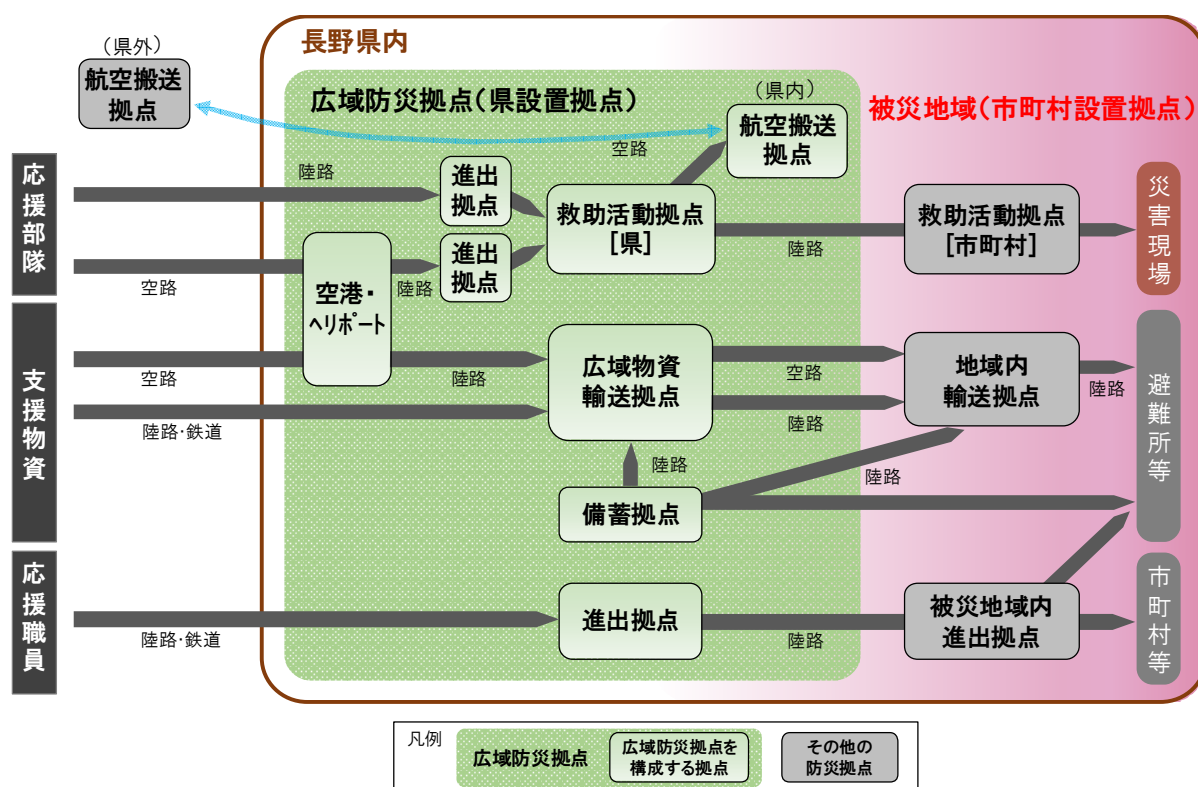 長野県内
(県外)
航空搬送
拠点
広域防災拠点(県設置拠点)
(県内)
航空搬送
拠点
被災地域(市町村設置拠点)
空路
応援部隊
陸路
進出
拠点
救助活動拠点
[県]
陸路
救助活動拠点
[市町村]
災害現場
空路
空港・
ヘリポート
陸路
進出
拠点
支援物資
空路
陸路
広域物資
輸送拠点
空路
陸路
地域内
輸送拠点
陸路
避難所等
陸路・鉄道
陸路
備蓄拠点
陸路
応援職員
陸路・鉄道
進出拠点
陸路
被災地域内
進出拠点
市町村等
凡例
広域防災拠点
広域防災拠点を
構成する拠点
その他の
防災拠点